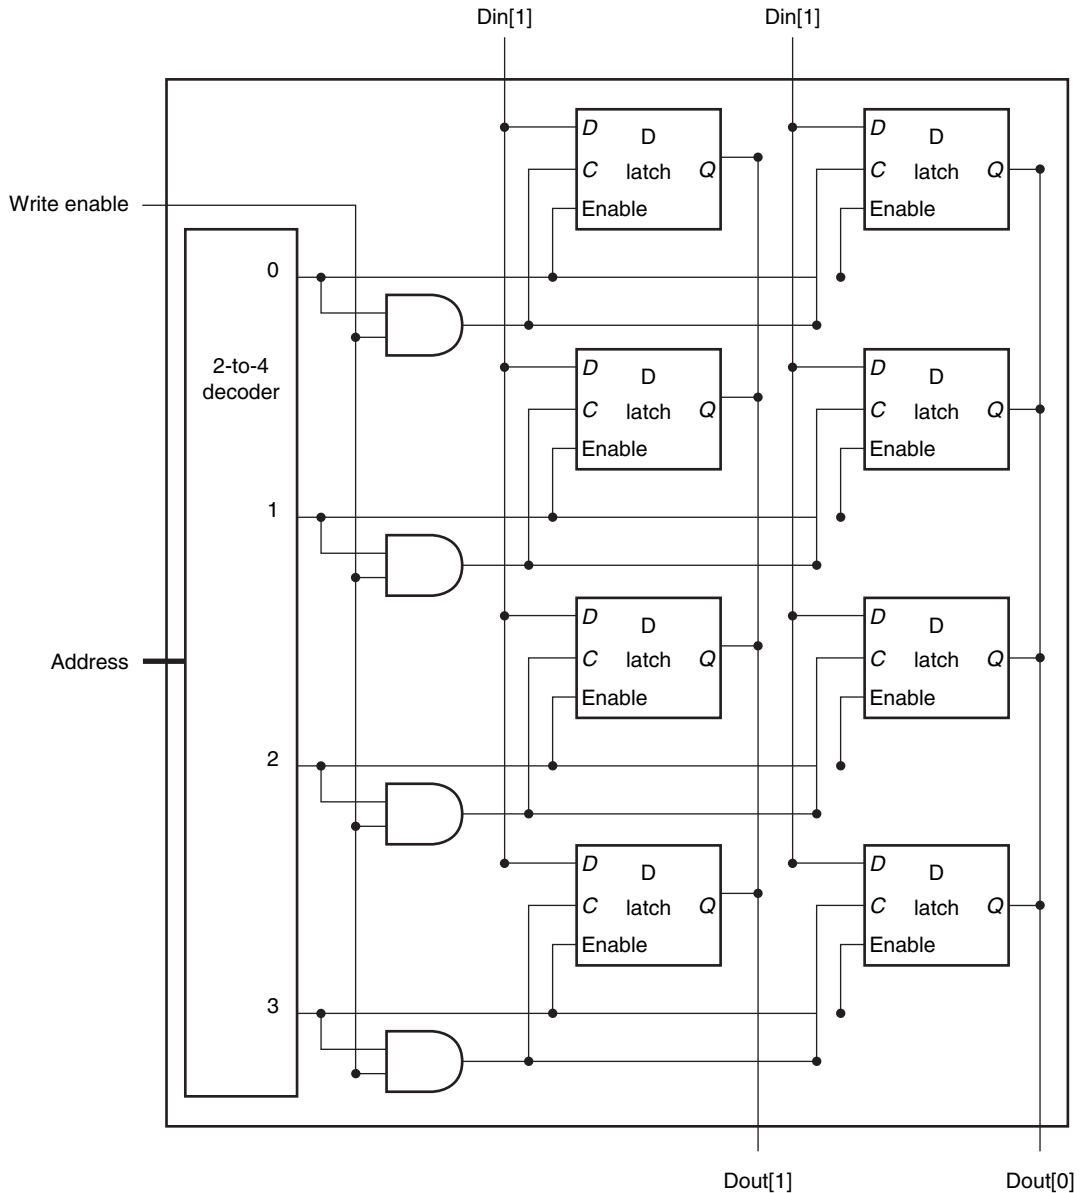 Din[1] Din[1]
D D latch C Q Enable
D D latch C Q Enable
Write enable
0
2-to-4
decoder
D D latch C Q Enable
D D latch C Q Enable
1
Address
D D latch C Q Enable
D D latch C Q Enable
2
D D latch C Q Enable
D D latch C Q Enable
3
Dout[1] Dout[0]